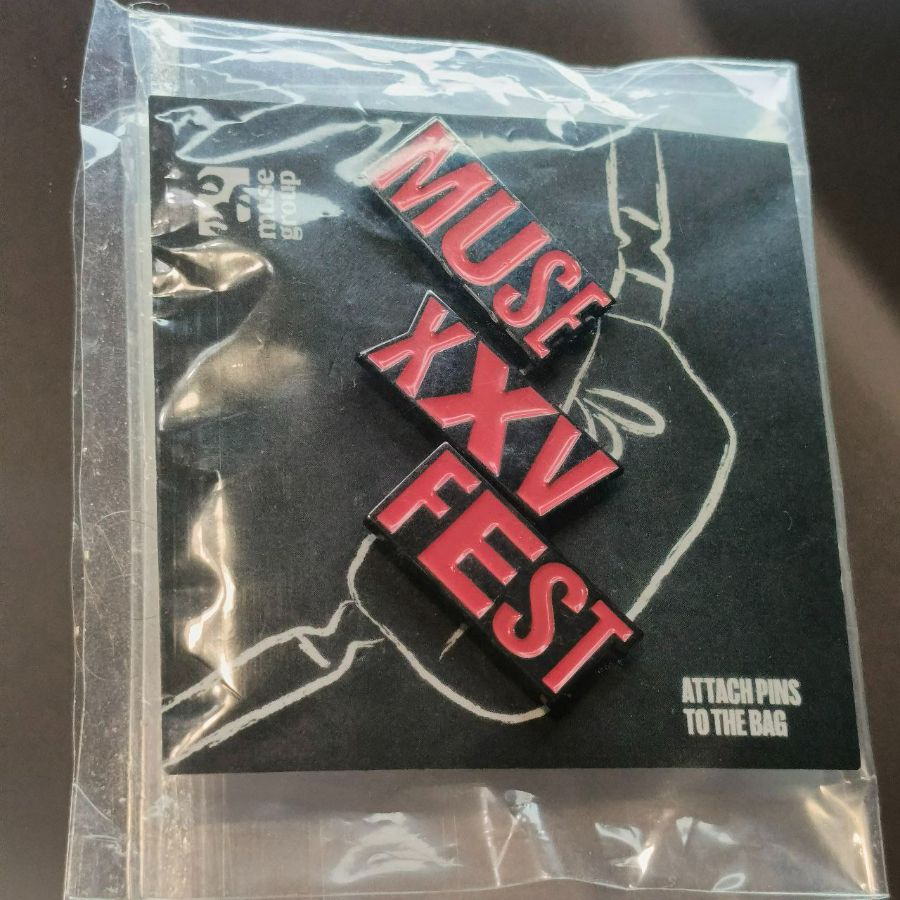 muse
group
MUSE
XXV
FEST
ATTACH PINS
TO THE BAG